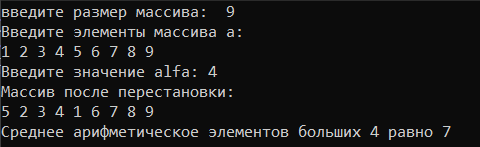 введите размер массива:  9
Введите элементы массива a:
1 2 3 4 5 6 7 8 9
Введите значение alfa: 4
Массив после перестановки:
5 2 3 4 1 6 7 8 9
Среднее арифметическое элементов больших 4 равно 7